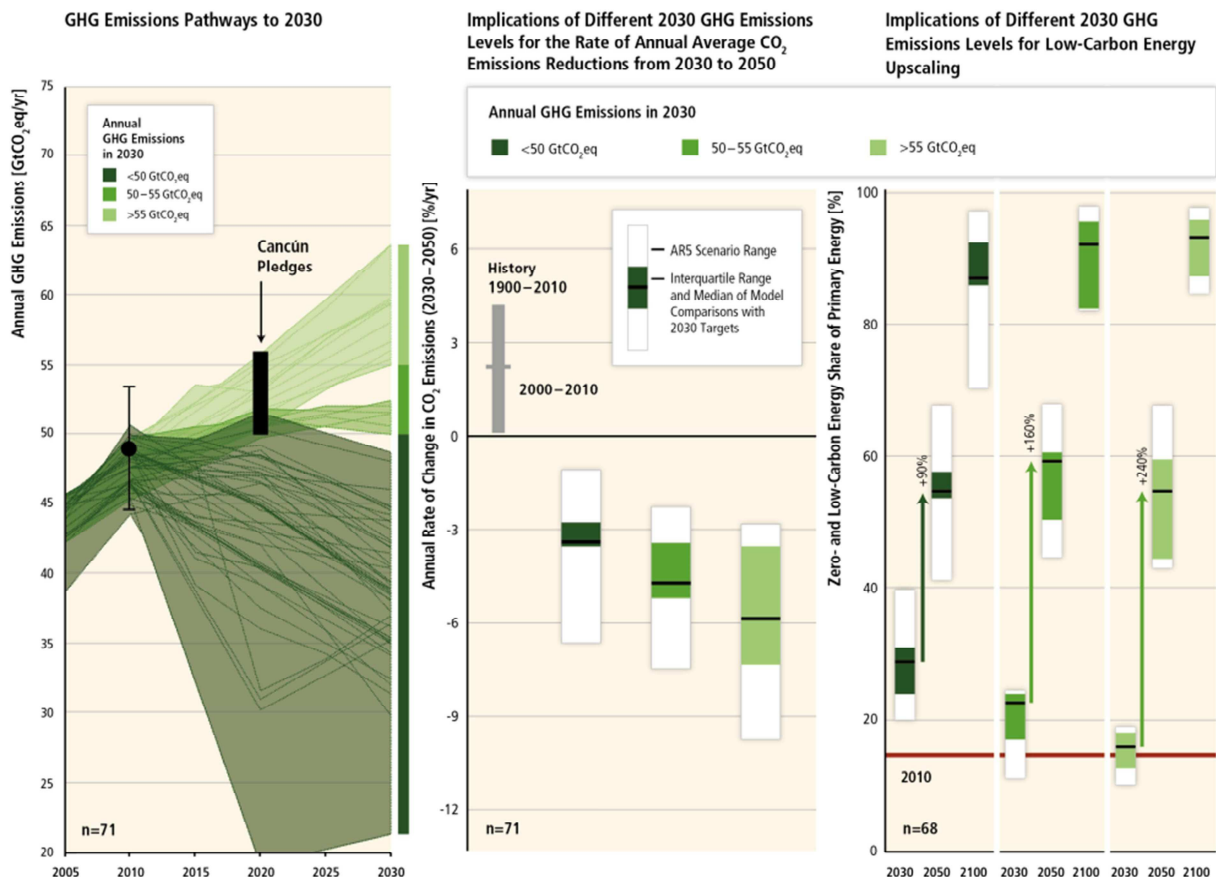 GHG Emissions Pathways to 2030
Annual GHG Emissions [GtCO₂eq/yr]
75
70
65
60
55
50
45
40
35
30
25
20
Annual
GHG Emissions
in 2030
<50 GtCO₂eq
50–55 GtCO₂eq
>55 GtCO₂eq
Cancún
Pledges
n=71
2005
2010
2015
2020
2025
2030
Implications of Different 2030 GHG Emissions
Levels for the Rate of Annual Average CO₂
Emissions Reductions from 2030 to 2050
Implications of Different 2030 GHG
Emissions Levels for Low-Carbon Energy
Upscaling
Annual GHG Emissions in 2030
<50 GtCO₂eq
50–55 GtCO₂eq
>55 GtCO₂eq
Annual Rate of Change in CO₂ Emissions (2030–2050) [%/yr]
6
3
0
-3
-6
-9
-12
History
1900–2010
2000–2010
AR5 Scenario Range
Interquartile Range
and Median of Model
Comparisons with
2030 Targets
n=71
Zero- and Low-Carbon Energy Share of Primary Energy [%]
100
80
60
40
20
0
+90%
+160%
+240%
2010
n=68
2030
2050
2100
2030
2050
2100
2030
2050
2100